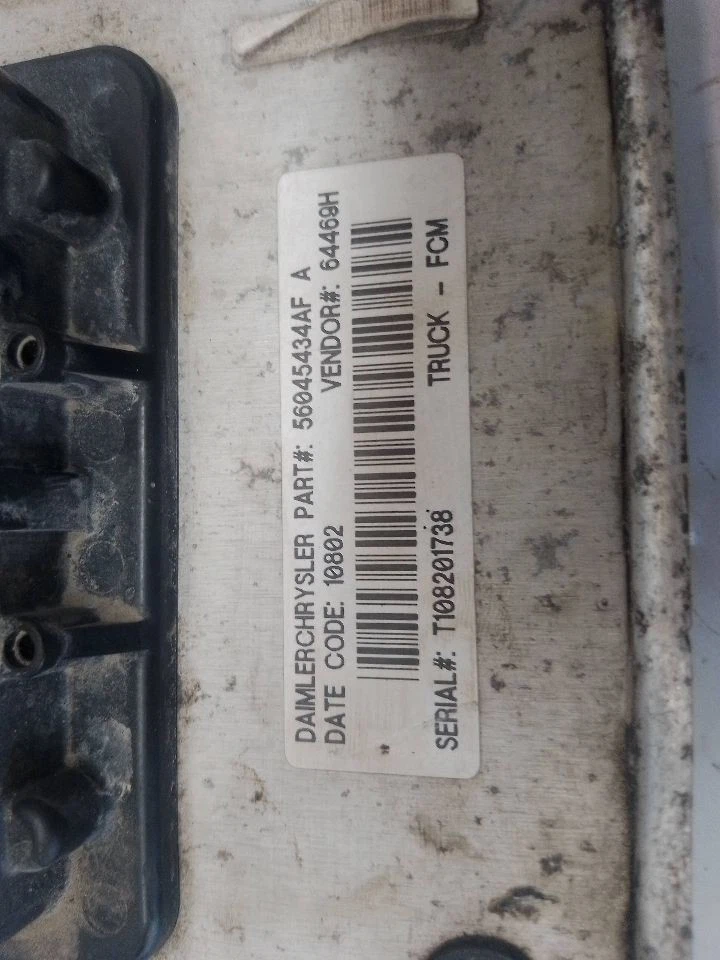 DAIMLERCHRYSLER PART#: 56045434AF A
DATE CODE: 10802 VENDOR#: 64469H
SERIAL#: T108201738 TRUCK - FCM